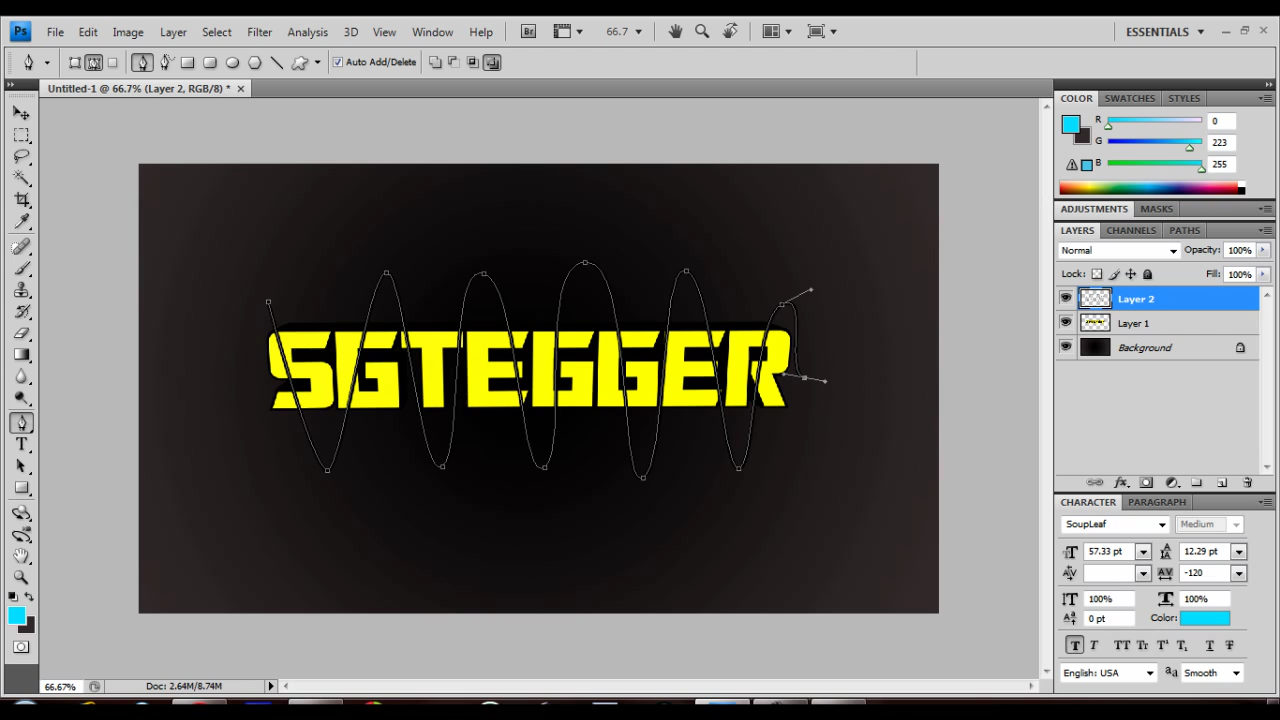 Ps File Edit Image Layer Select Filter Analysis 3D View Window Help Br 66.7 ESSENTIALS
Auto Add/Delete
Untitled-1 @ 66.7% (Layer 2, RGB/8) *
COLOR SWATCHES STYLES
R 0
G 223
B 255
ADJUSTMENTS MASKS
LAYERS CHANNELS PATHS
Normal Opacity: 100%
Lock: Fill: 100%
Layer 2
Layer 1
Background
SGTEGGER
CHARACTER PARAGRAPH
SoupLeaf Medium
57.33 pt 12.29 pt
-120
100% 100%
0 pt Color:
T T TT Tr T¹ T₁ T T
English: USA aa Smooth
66.67% Doc: 2.64M/8.74M